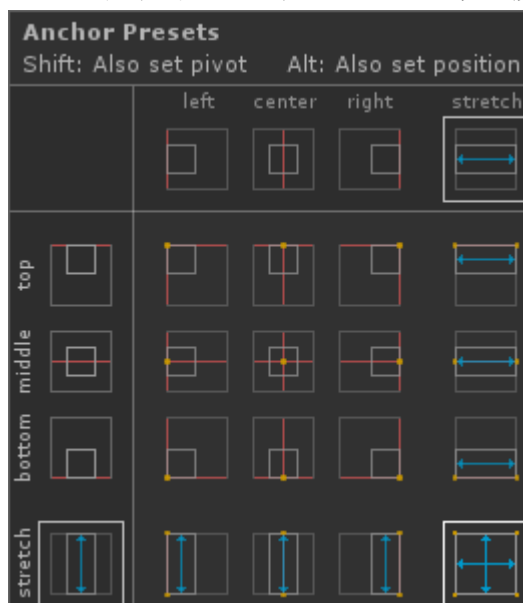 Anchor Presets
Shift: Also set pivot Alt: Also set position
left center right stretch
top
middle
bottom
stretch